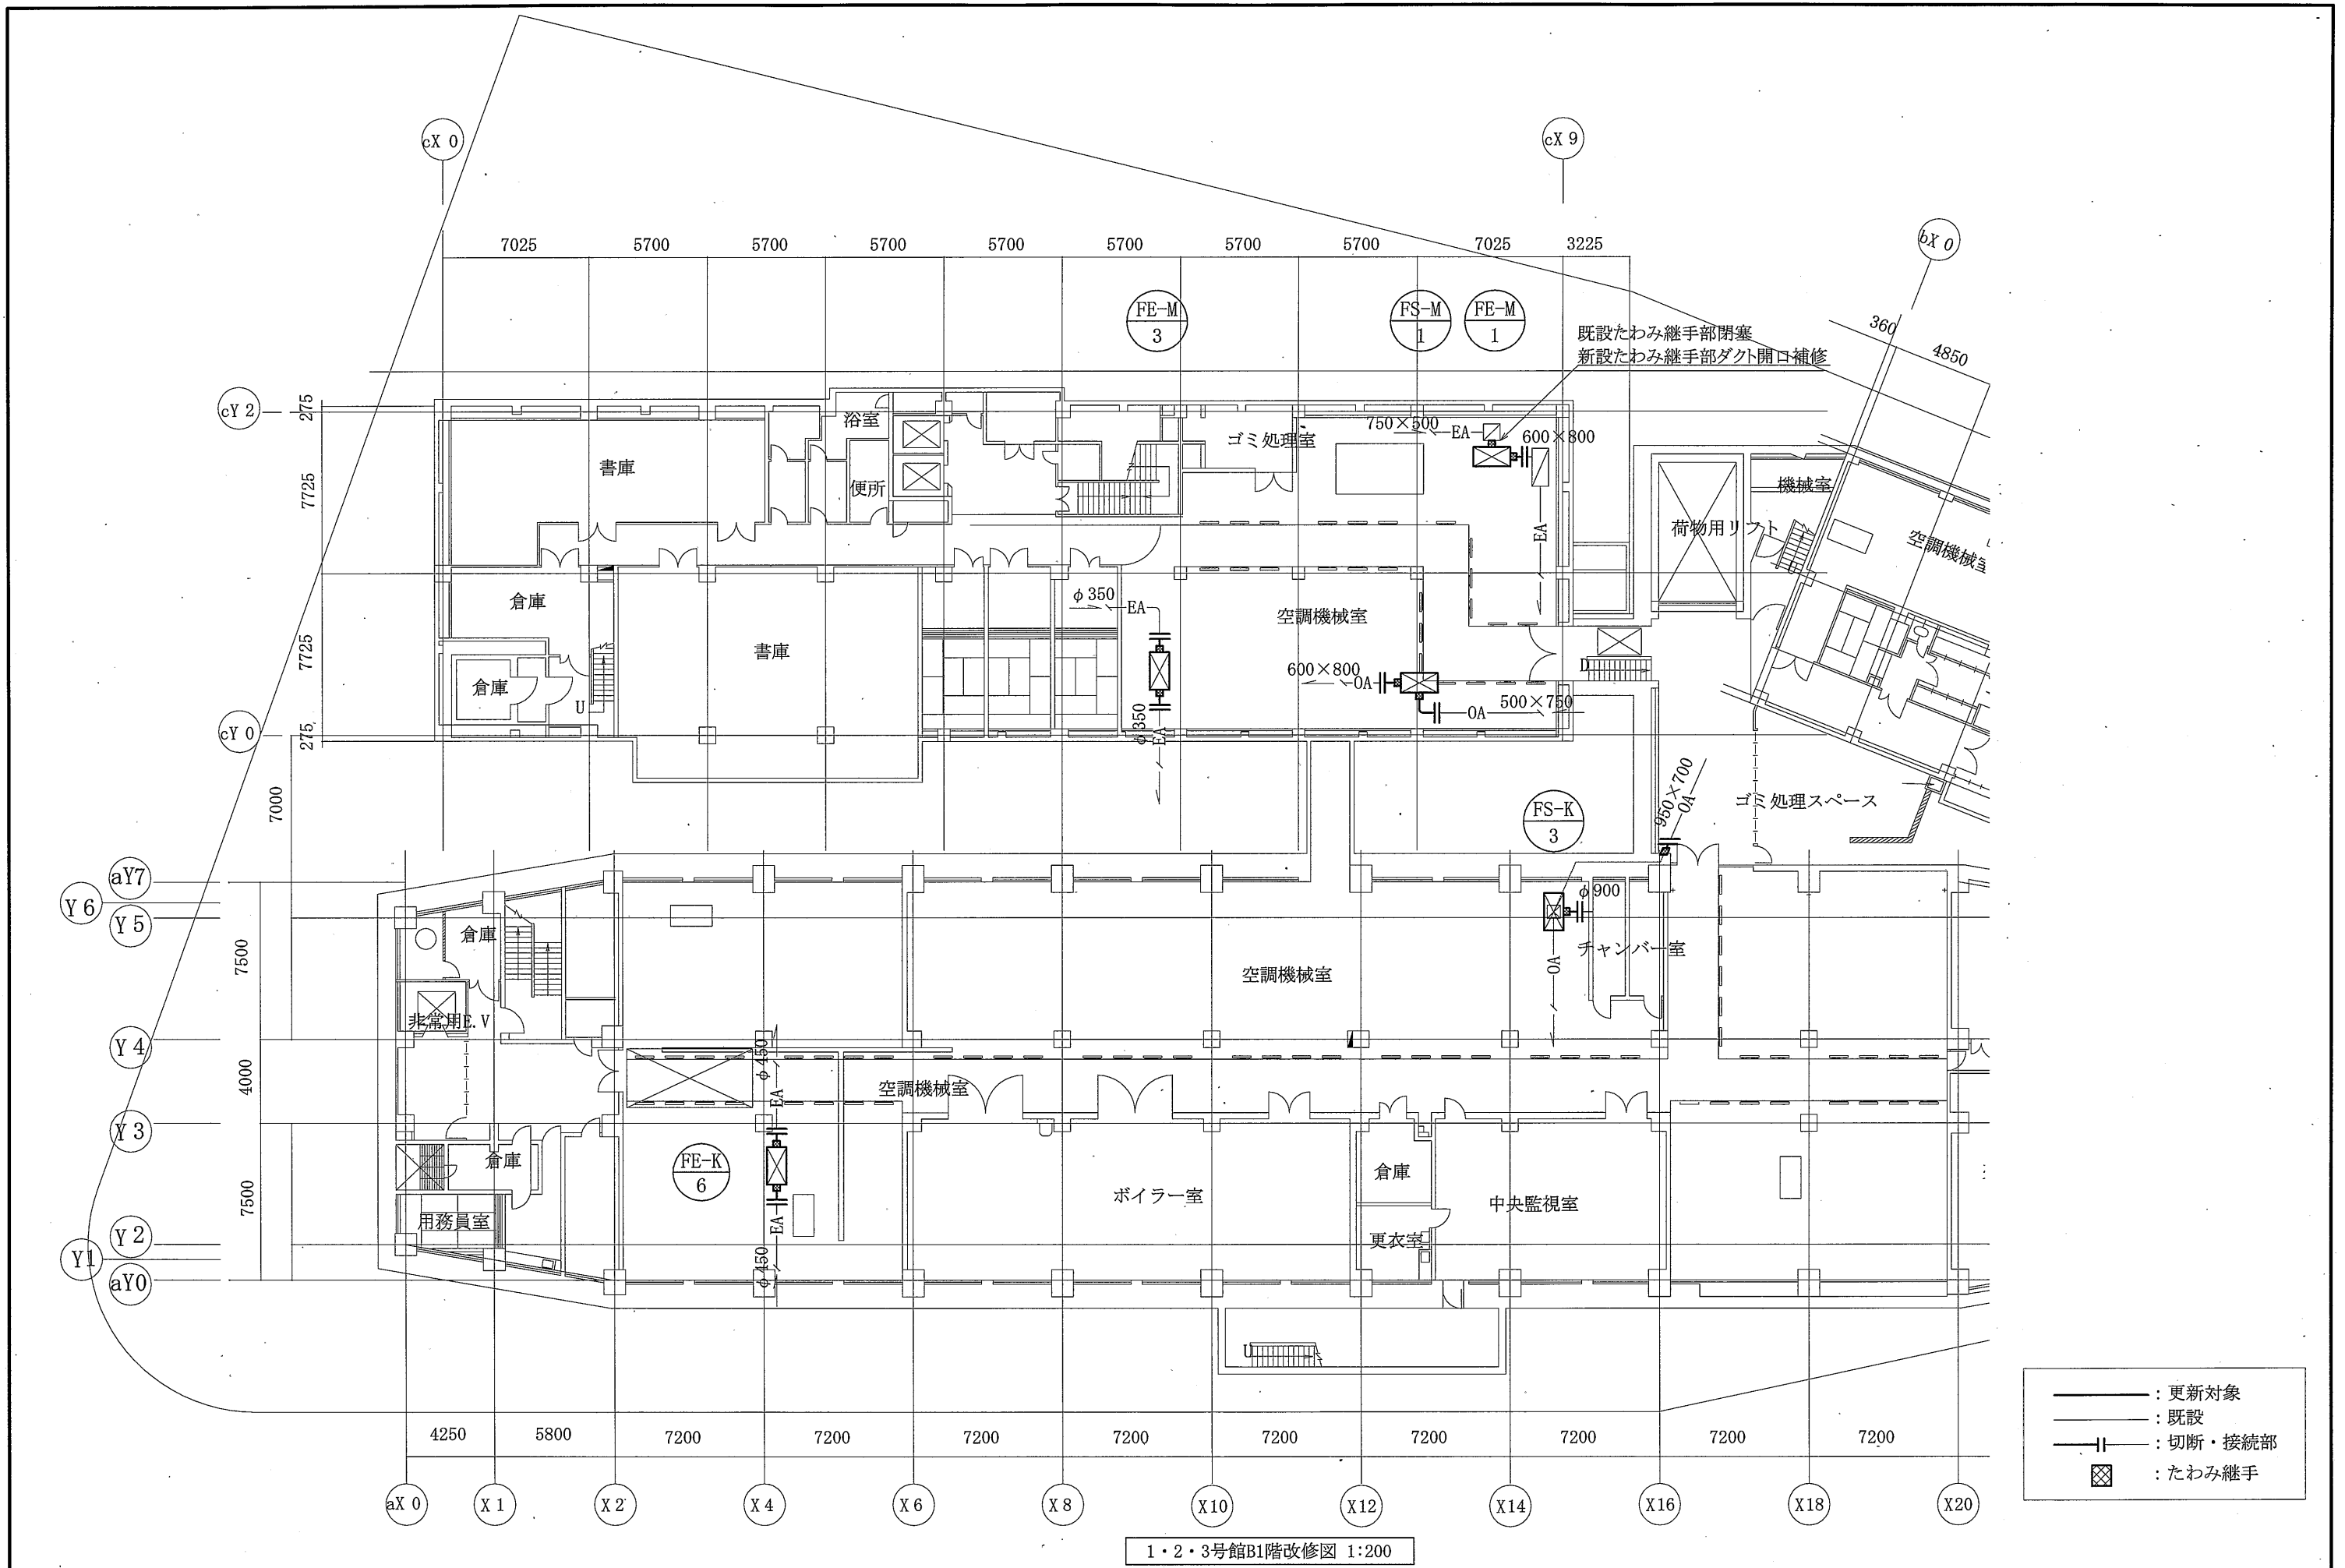 cX 0
cX 9
bX 0
7025 5700 5700 5700 5700 5700 5700 5700 7025 3225
360
4850
FE-M
3
FS-M
1
FE-M
1
既設たわみ継手部閉塞
新設たわみ継手部ダクト開口補修
cY 2
275
7725
7725
275
cY 0
7000
浴室
書庫
便所
ゴミ処理室
750×500
EA
600×800
EA
機械室
荷物用リフト
空調機械室
倉庫
φ350
EA
空調機械室
書庫
倉庫
U
600×800
OA
D
OA
500×750
φ350
EA
950×700
OA
ゴミ処理スペース
FS-K
3
aY7
Y 6
Y 5
7500
Y 4
4000
Y 3
7500
Y 2
Y1
aY0
倉庫
φ900
空調機械室
チャンバー室
OA
非常用E.V
φ450
EA
空調機械室
FE-K
6
倉庫
倉庫
ボイラー室
中央監視室
用務員室
EA
更衣室
φ450
U
4250 5800 7200 7200 7200 7200 7200 7200 7200 7200 7200
aX 0 X 1 X 2 X 4 X 6 X 8 X10 X12 X14 X16 X18 X20
：更新対象
：既設
：切断・接続部
：たわみ継手
1・2・3号館B1階改修図 1:200